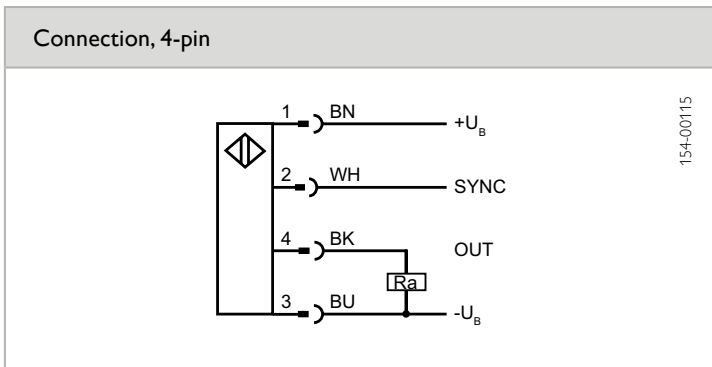 Connection, 4-pin
154-00115
1 BN +U_B
2 WH SYNC
4 BK OUT
Ra
3 BU -U_B